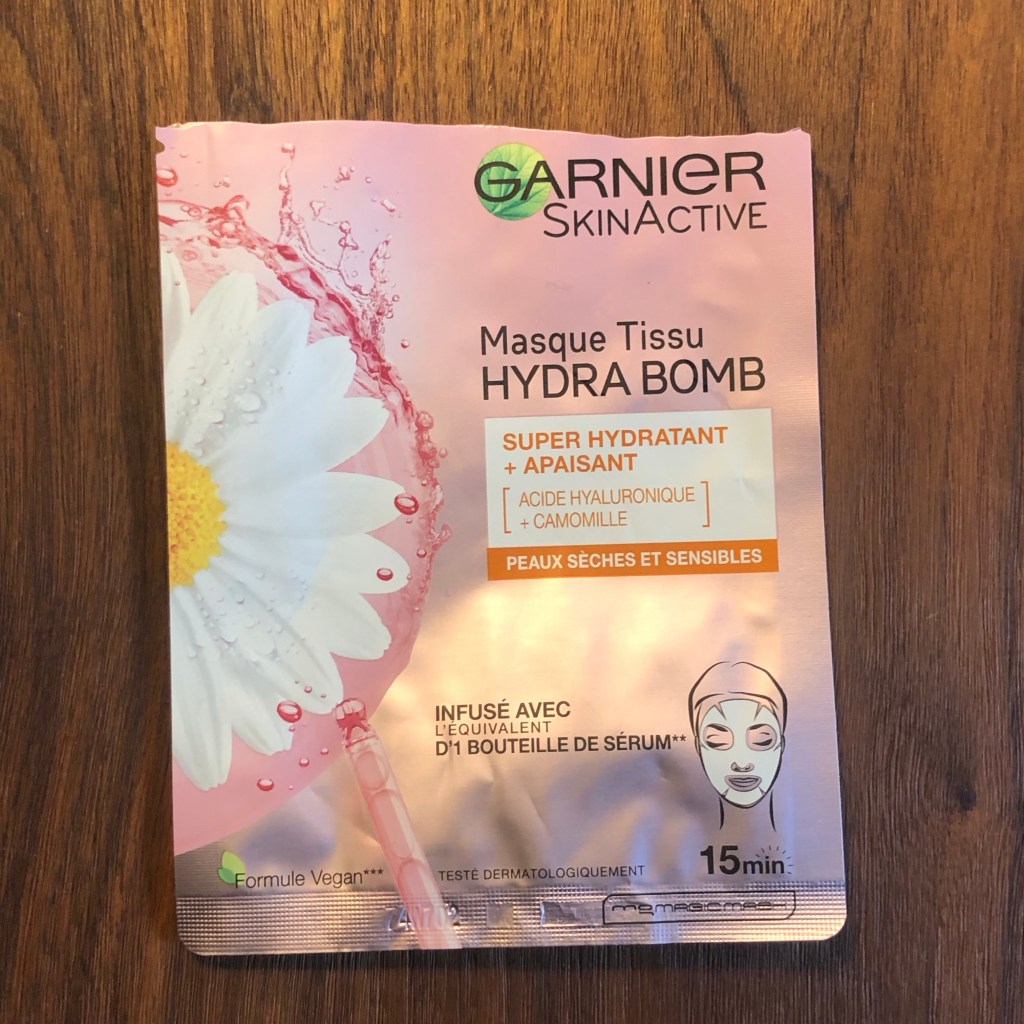 GARNIER
SKINACTIVE
Masque Tissu
HYDRA BOMB
SUPER HYDRATANT
+ APAISANT
[ ACIDE HYALURONIQUE
+ CAMOMILLE ]
PEAUX SÈCHES ET SENSIBLES
INFUSÉ AVEC
L'ÉQUIVALENT
D'1 BOUTEILLE DE SÉRUM**
15min
Formule Vegan***
TESTÉ DERMATOLOGIQUEMENT